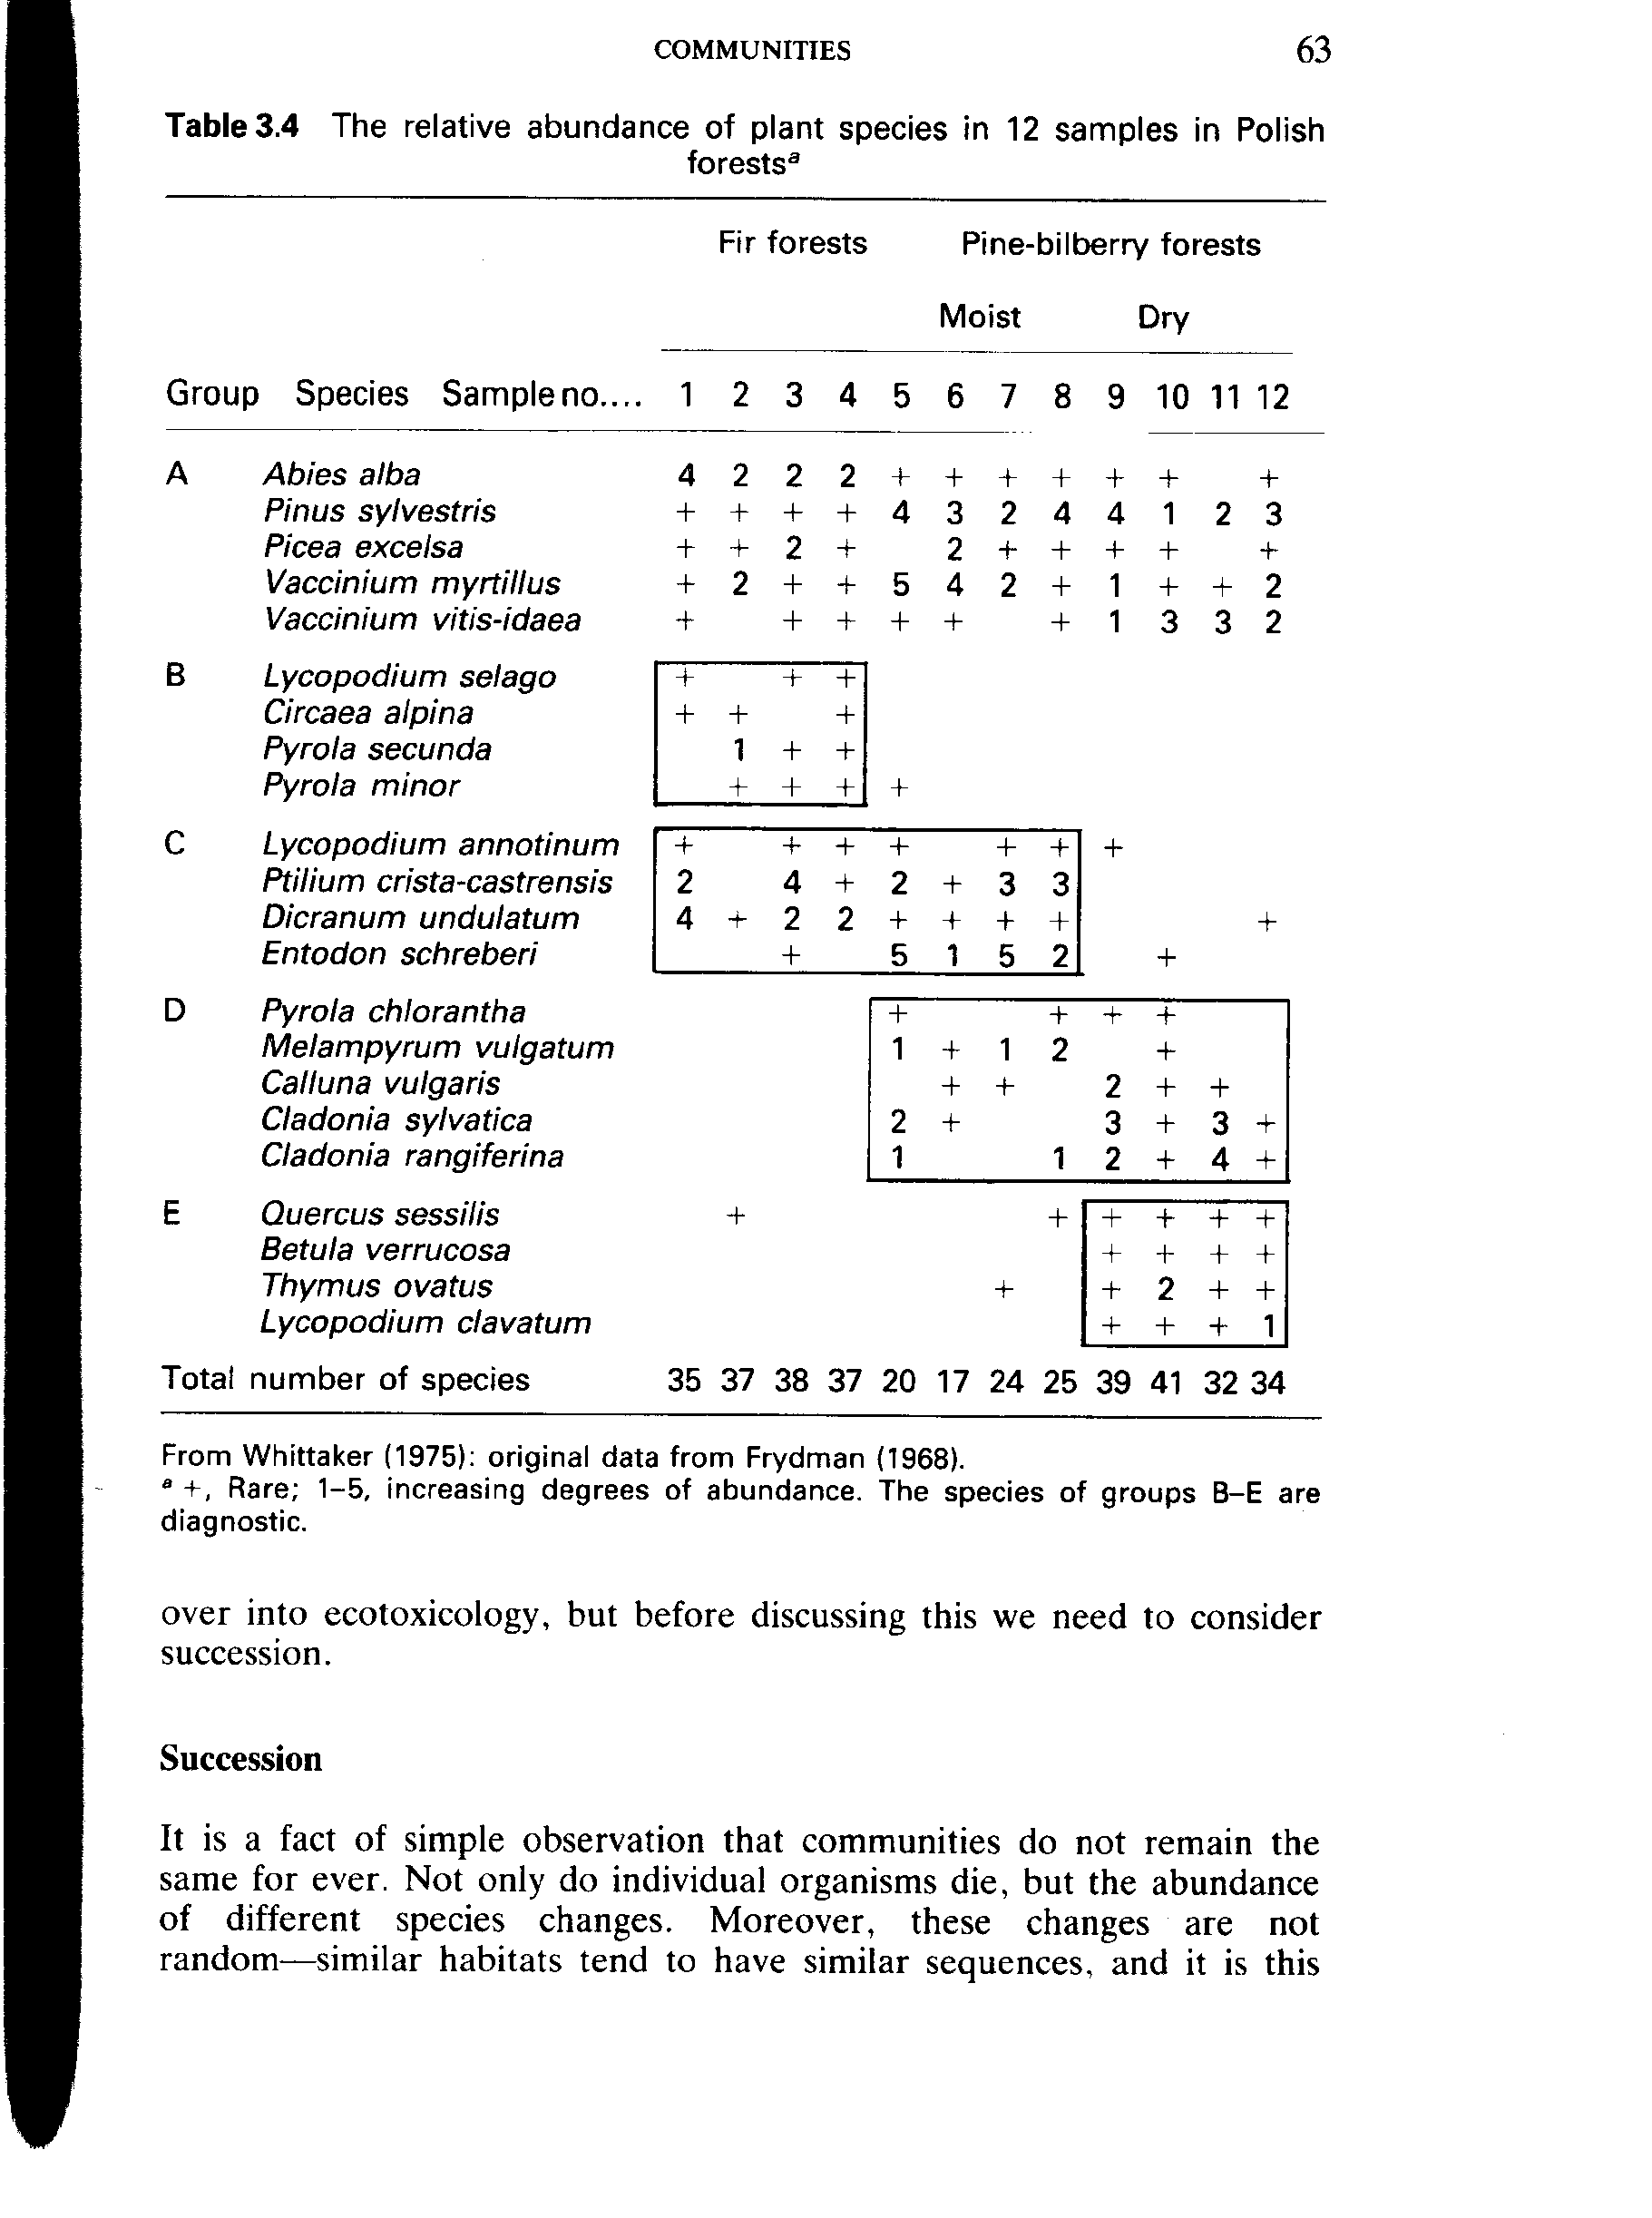 COMMUNITIES 63
Table 3.4 The relative abundance of plant species in 12 samples in Polish
forestsª
Fir forests Pine-bilberry forests
Moist Dry
Group Species Sample no.... 1 2 3 4 5 6 7 8 9 10 11 12
A Abies alba 4 2 2 2 + + + + + + +
Pinus sylvestris + + + + 4 3 2 4 4 1 2 3
Picea excelsa + + 2 + 2 + + + + +
Vaccinium myrtillus + 2 + + 5 4 2 + 1 + + 2
Vaccinium vitis-idaea + + + + + + 1 3 3 2
B Lycopodium selago + + +
Circaea alpina + + +
Pyrola secunda 1 + +
Pyrola minor + + + +
C Lycopodium annotinum + + + + + + +
Ptilium crista-castrensis 2 4 + 2 + 3 3
Dicranum undulatum 4 + 2 2 + + + + +
Entodon schreberi + 5 1 5 2 +
D Pyrola chlorantha + + + +
Melampyrum vulgatum 1 + 1 2 +
Calluna vulgaris + + 2 + +
Cladonia sylvatica 2 + 3 + 3 +
Cladonia rangiferina 1 1 2 + 4 +
E Quercus sessilis + + + + + +
Betula verrucosa + + + +
Thymus ovatus + + 2 + +
Lycopodium clavatum + + + 1
Total number of species 35 37 38 37 20 17 24 25 39 41 32 34
From Whittaker (1975): original data from Frydman (1968).
ª +, Rare; 1–5, increasing degrees of abundance. The species of groups B–E are
diagnostic.
over into ecotoxicology, but before discussing this we need to consider
succession.
Succession
It is a fact of simple observation that communities do not remain the
same for ever. Not only do individual organisms die, but the abundance
of different species changes. Moreover, these changes are not
random—similar habitats tend to have similar sequences, and it is this